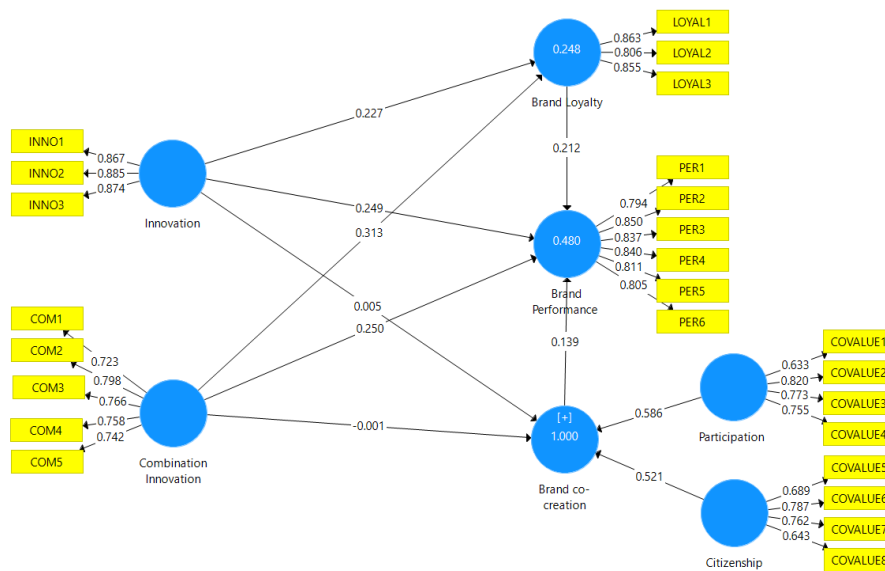 0.248
Brand Loyalty
0.863
0.806
0.855
LOYAL1
LOYAL2
LOYAL3
0.227
0.212
INNO1
INNO2
INNO3
0.867
0.885
0.874
Innovation
0.249
0.313
0.480
Brand
Performance
0.794
0.850
0.837
0.840
0.811
0.805
PER1
PER2
PER3
PER4
PER5
PER6
0.005
0.250
0.139
COM1
COM2
COM3
COM4
COM5
0.723
0.798
0.766
0.758
0.742
Combination
Innovation
-0.001
[+]
1.000
Brand co-
creation
0.586
0.521
Participation
0.633
0.820
0.773
0.755
COVALUE1
COVALUE2
COVALUE3
COVALUE4
Citizenship
0.689
0.787
0.762
0.643
COVALUE5
COVALUE6
COVALUE7
COVALUE8